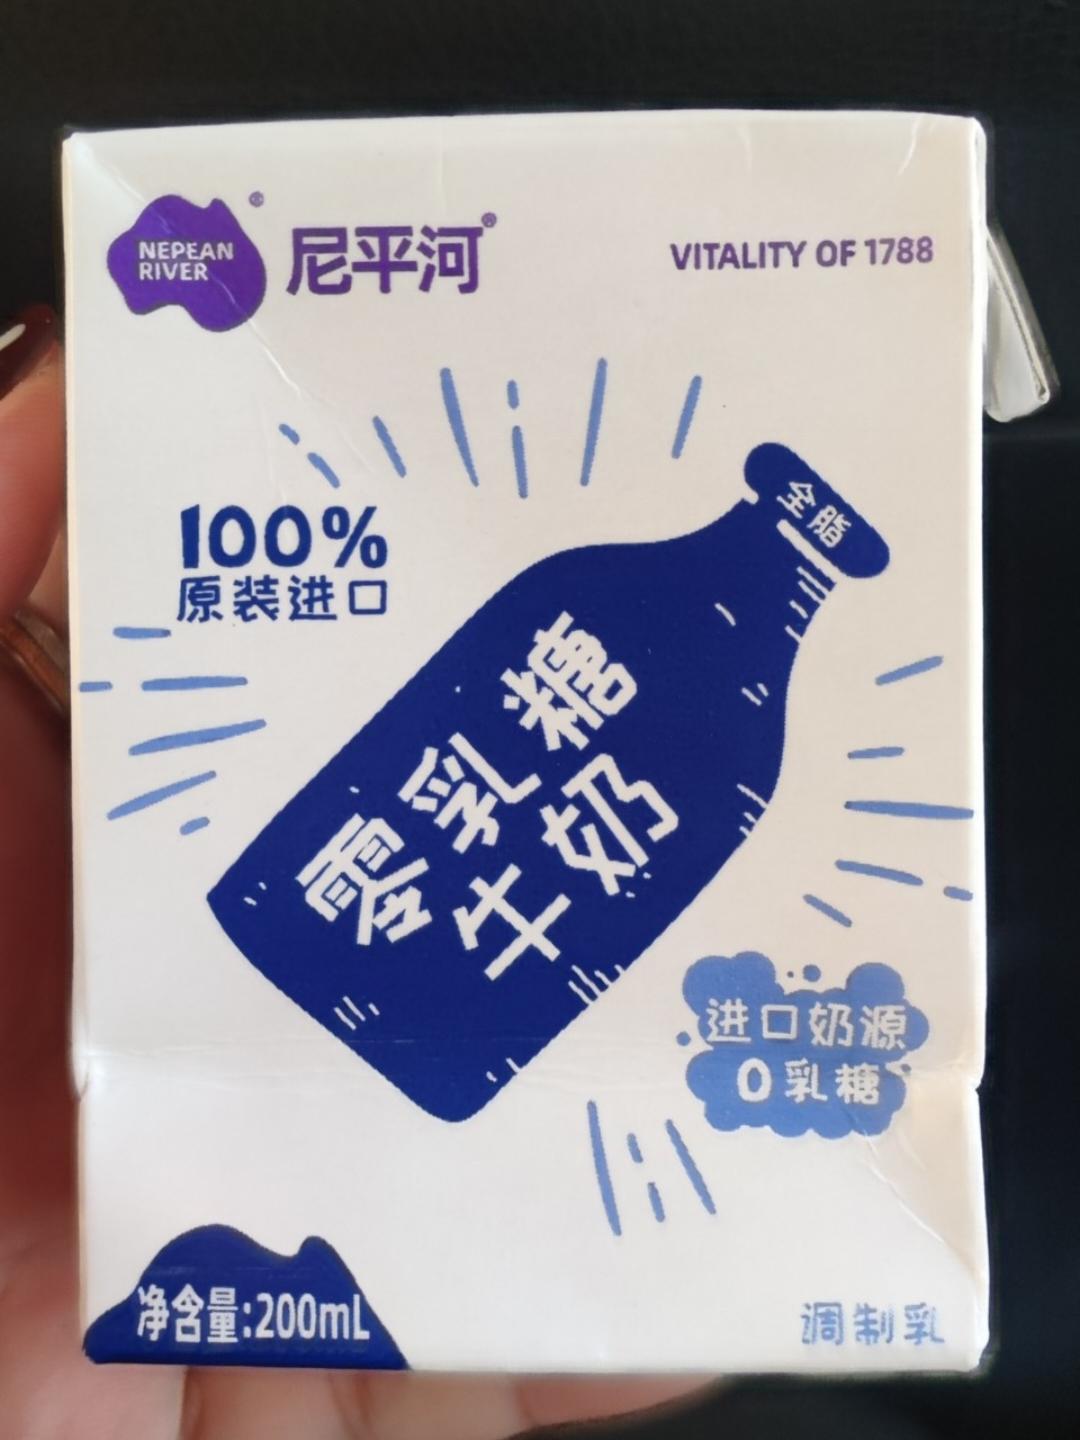 NEPEAN
RIVER
尼平河
VITALITY OF 1788
100%
原装进口
全脂
零乳糖
牛奶
进口奶源
0乳糖
净含量:200mL
调制乳